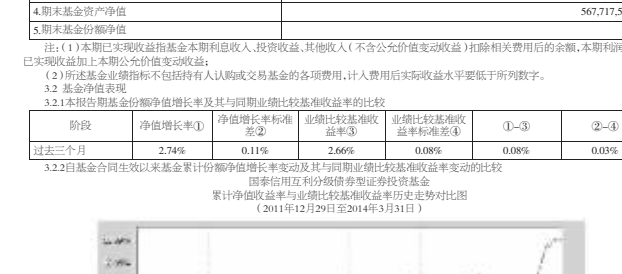 4.期末基金资产净值 567,717,5
5.期末基金份额净值
注:(1)本期已实现收益指基金本期利息收入、投资收益、其他收入(不含公允价值变动收益)扣除相关费用后的余额,本期利润
已实现收益加上本期公允价值变动收益;
(2)所述基金业绩指标不包括持有人认购或交易基金的各项费用,计入费用后实际收益水平要低于所列数字。
3.2 基金净值表现
3.2.1本报告期基金份额净值增长率及其与同期业绩比较基准收益率的比较
阶段 净值增长率① 净值增长率标准差② 业绩比较基准收益率③ 业绩比较基准收益率标准差④ ①-③ ②-④
过去三个月 2.74% 0.11% 2.66% 0.08% 0.08% 0.03%
3.2.2自基金合同生效以来基金累计份额净值增长率变动及其与同期业绩比较基准收益率变动的比较
国泰信用互利分级债券型证券投资基金
累计净值收益率与业绩比较基准收益率历史走势对比图
(2011年12月29日至2014年3月31日)